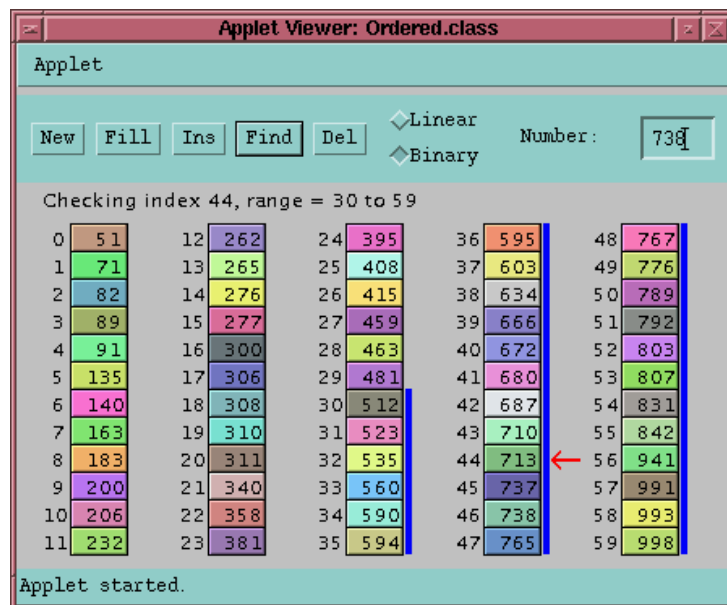 Applet Viewer: Ordered.class
Applet
New Fill Ins Find Del Linear Binary Number: 738
Checking index 44, range = 30 to 59
0 51 12 262 24 395 36 595 48 767
1 71 13 265 25 408 37 603 49 776
2 82 14 276 26 415 38 634 50 789
3 89 15 277 27 459 39 666 51 792
4 91 16 300 28 463 40 672 52 803
5 135 17 306 29 481 41 680 53 807
6 140 18 308 30 512 42 687 54 831
7 163 19 310 31 523 43 710 55 842
8 183 20 311 32 535 44 713 56 941
9 200 21 340 33 560 45 737 57 991
10 206 22 358 34 590 46 738 58 993
11 232 23 381 35 594 47 765 59 998
Applet started.